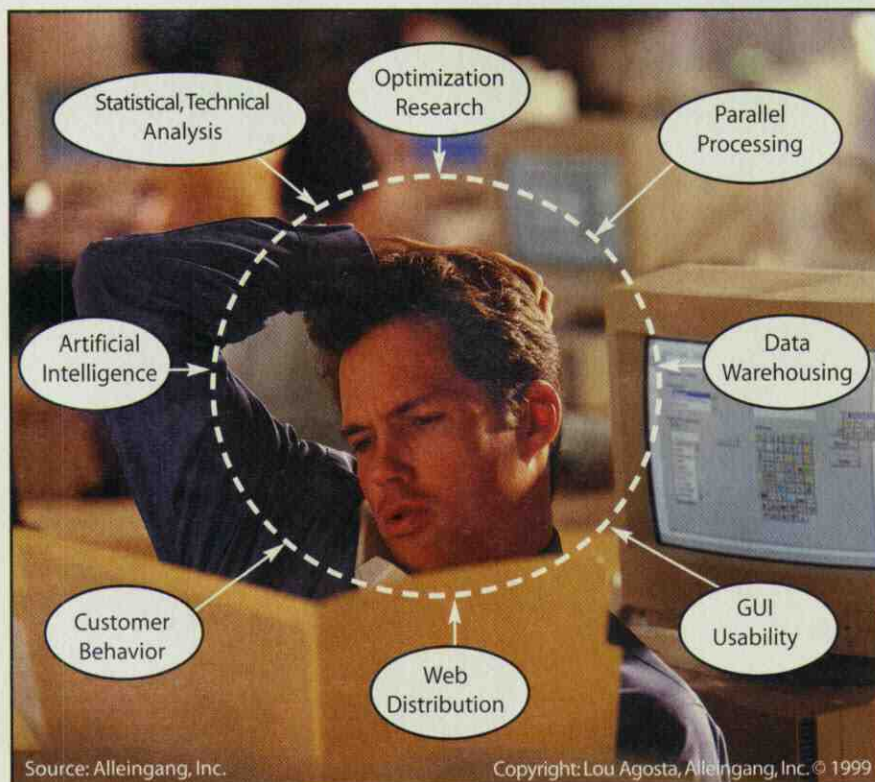 Optimization
Research
Statistical, Technical
Analysis
Parallel
Processing
Artificial
Intelligence
Data
Warehousing
Customer
Behavior
GUI
Usability
Web
Distribution
Source: Alleingang, Inc.
Copyright: Lou Agosta, Alleingang, Inc. © 1999